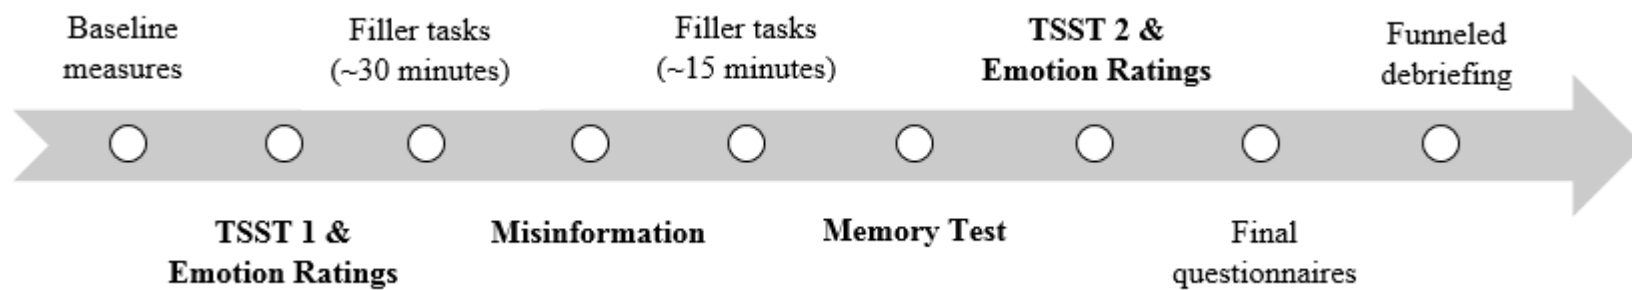 Baseline
measures
Filler tasks
(~30 minutes)
Filler tasks
(~15 minutes)
TSST 2 &
Emotion Ratings
Funneled
debriefing
TSST 1 &
Emotion Ratings
Misinformation
Memory Test
Final
questionnaires